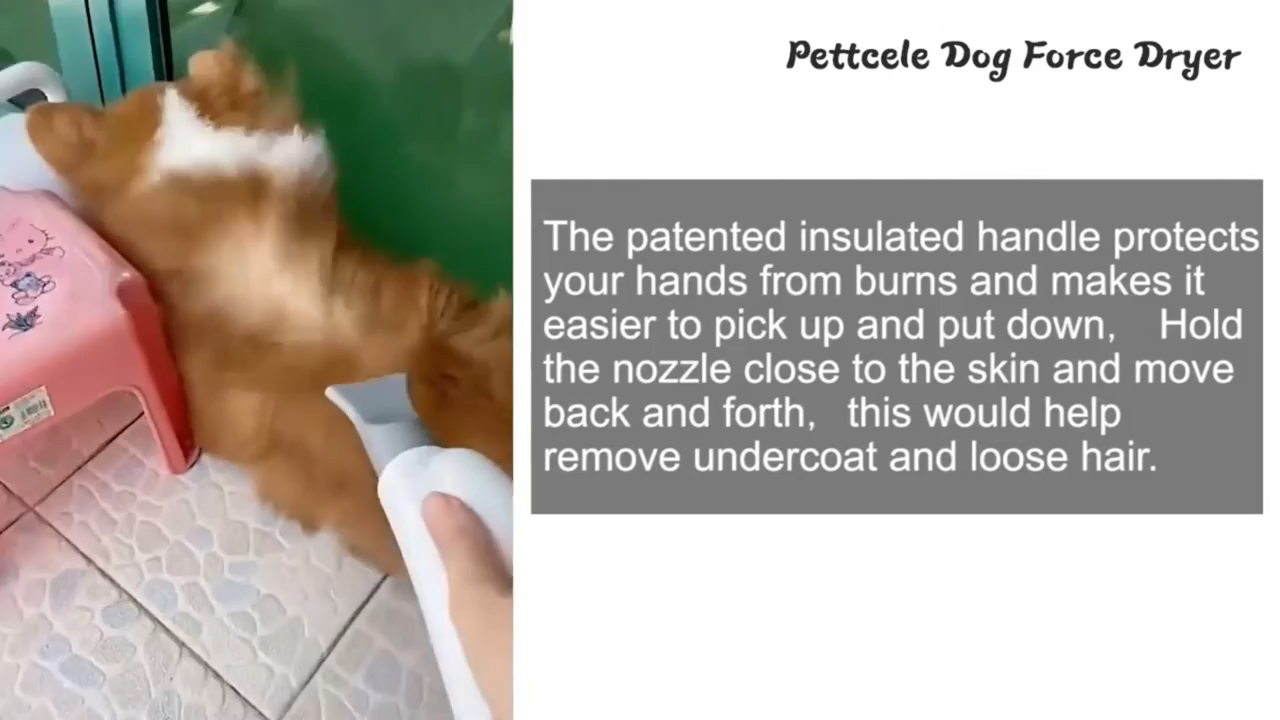 Pettcele Dog Force Dryer
The patented insulated handle protects
your hands from burns and makes it
easier to pick up and put down, Hold
the nozzle close to the skin and move
back and forth, this would help
remove undercoat and loose hair.